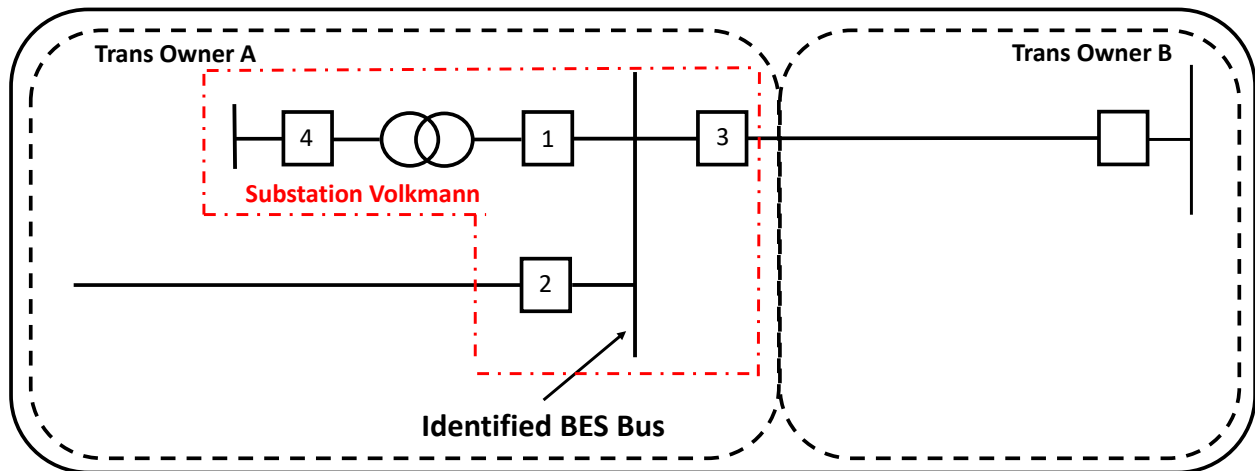 Trans Owner A
Trans Owner B
4
1
3
Substation Volkmann
2
Identified BES Bus